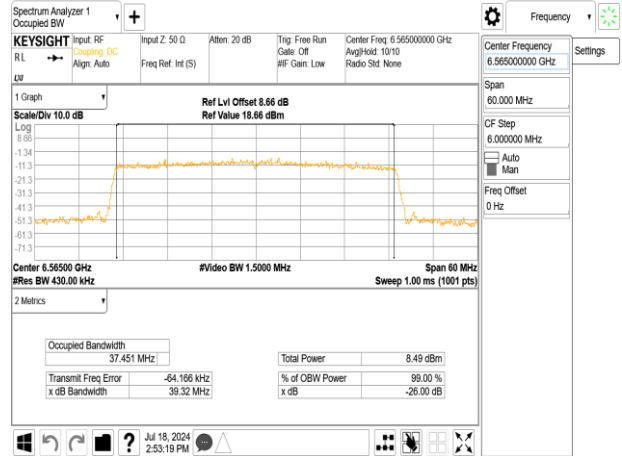 Spectrum Analyzer 1
Occupied BW
+
Frequency
KEYSIGHT
RL
Input: RF
Coupling: DC
Align: Auto
Input Z: 50 Ω
Freq Ref: Int (S)
Atten: 20 dB
Trig: Free Run
Gate: Off
#IF Gain: Low
Center Freq: 6.565000000 GHz
Avg|Hold: 10/10
Radio Std: None
Center Frequency
6.565000000 GHz
Settings
Span
60.000 MHz
CF Step
6.000000 MHz
Auto
Man
Freq Offset
0 Hz
1 Graph
Scale/Div 10.0 dB
Ref Lvl Offset 8.66 dB
Ref Value 18.66 dBm
Log
8.66
-1.34
-11.3
-21.3
-31.3
-41.3
-51.3
-61.3
-71.3
Center 6.56500 GHz
#Video BW 1.5000 MHz
Span 60 MHz
#Res BW 430.00 kHz
Sweep 1.00 ms (1001 pts)
2 Metrics
Occupied Bandwidth
37.451 MHz
Total Power 8.49 dBm
Transmit Freq Error -64.166 kHz
% of OBW Power 99.00 %
x dB Bandwidth 39.32 MHz
x dB -26.00 dB
?
Jul 18, 2024
2:53:19 PM